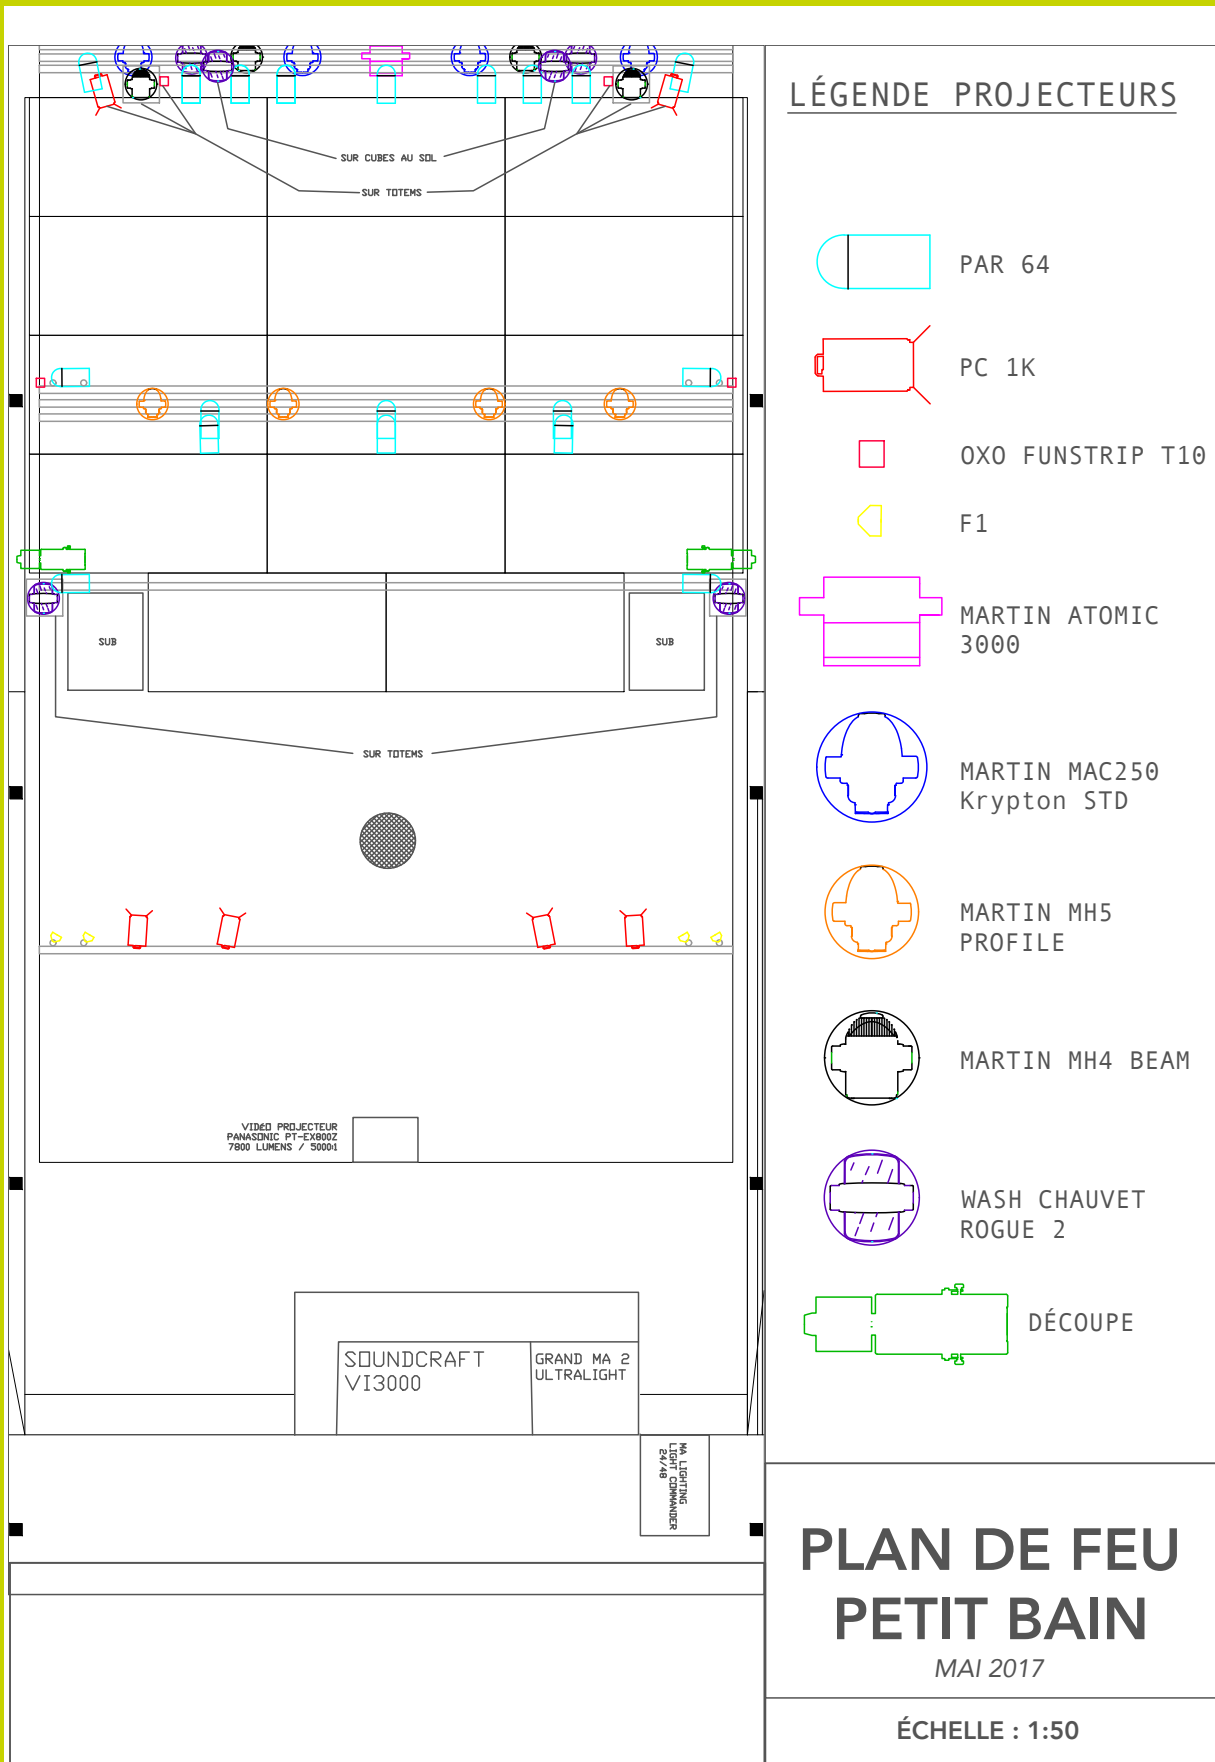 LÉGENDE PROJECTEURS
SUR CUBES AU SOL
SUR TOTEMS
PAR 64
PC 1K
OXO FUNSTRIP T10
F1
MARTIN ATOMIC
3000
SUB
SUB
SUR TOTEMS
MARTIN MAC250
Krypton STD
MARTIN MH5
PROFILE
MARTIN MH4 BEAM
VIDéO PROJECTEUR
PANASONIC PT-EX800Z
7800 LUMENS / 5000:1
WASH CHAUVET
ROGUE 2
DÉCOUPE
SOUNDCRAFT
VI3000
GRAND MA 2
ULTRALIGHT
MA LIGHTING
LIGHT COMMANDER
24/48
PLAN DE FEU
PETIT BAIN
MAI 2017
ÉCHELLE : 1:50